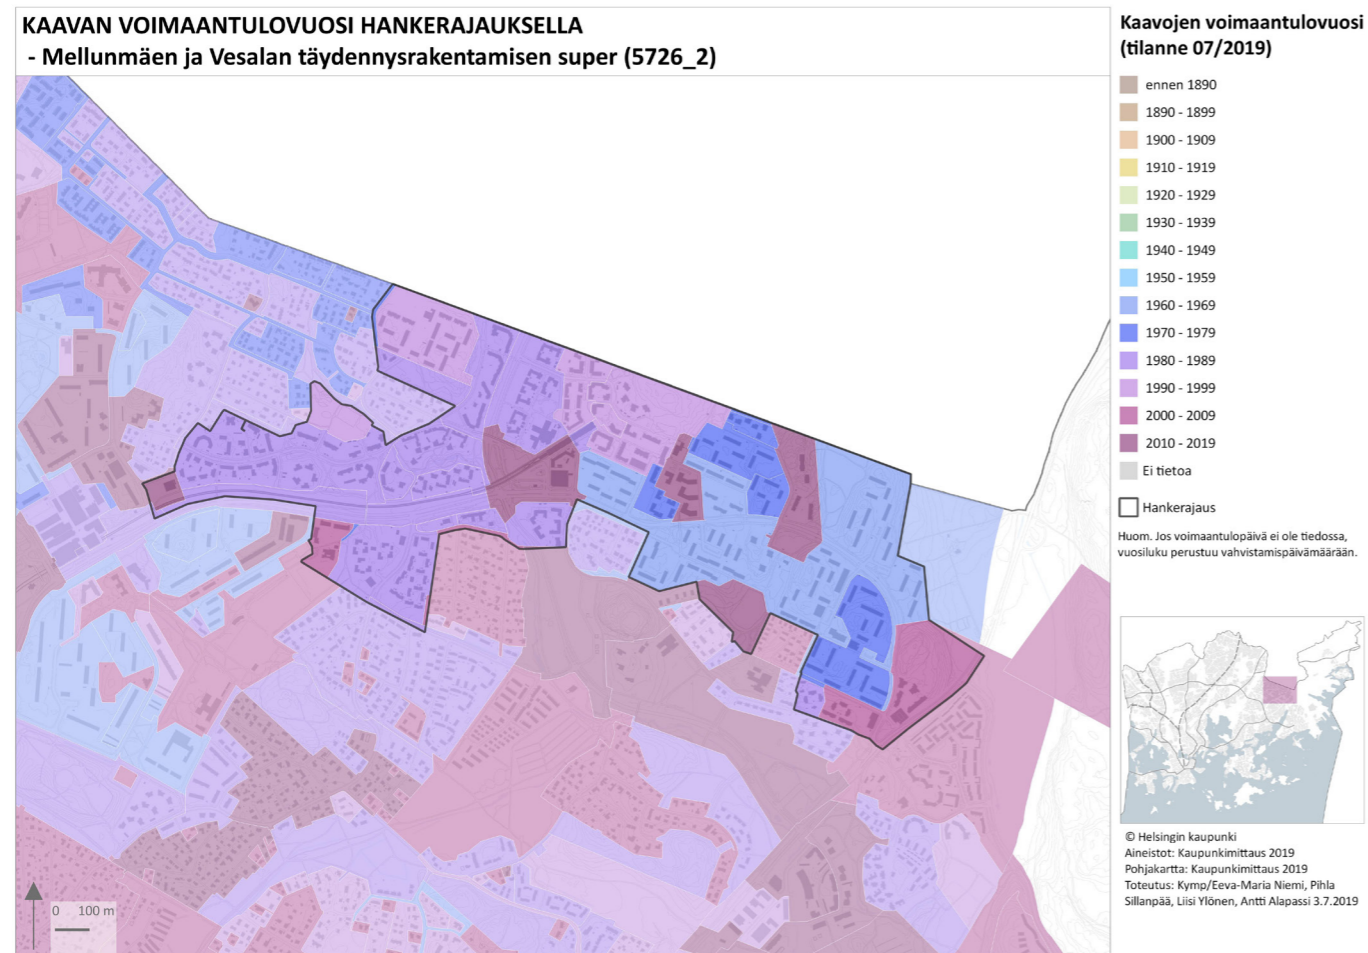 KAAVAN VOIMAANTULOVUOSI HANKERAJAUKSELLA
- Mellunmäen ja Vesalan täydennysrakentamisen super (5726_2)
Kaavojen voimaantulovuosi
(tilanne 07/2019)
ennen 1890
1890 - 1899
1900 - 1909
1910 - 1919
1920 - 1929
1930 - 1939
1940 - 1949
1950 - 1959
1960 - 1969
1970 - 1979
1980 - 1989
1990 - 1999
2000 - 2009
2010 - 2019
Ei tietoa
Hankerajaus
Huom. Jos voimaantulopäivä ei ole tiedossa,
vuosiluku perustuu vahvistamispäivämäärään.
© Helsingin kaupunki
Aineistot: Kaupunkimittaus 2019
Pohjakartta: Kaupunkimittaus 2019
Toteutus: Kymp/Eeva-Maria Niemi, Pihla
Sillanpää, Liisi Ylönen, Antti Alapassi 3.7.2019
0 100 m